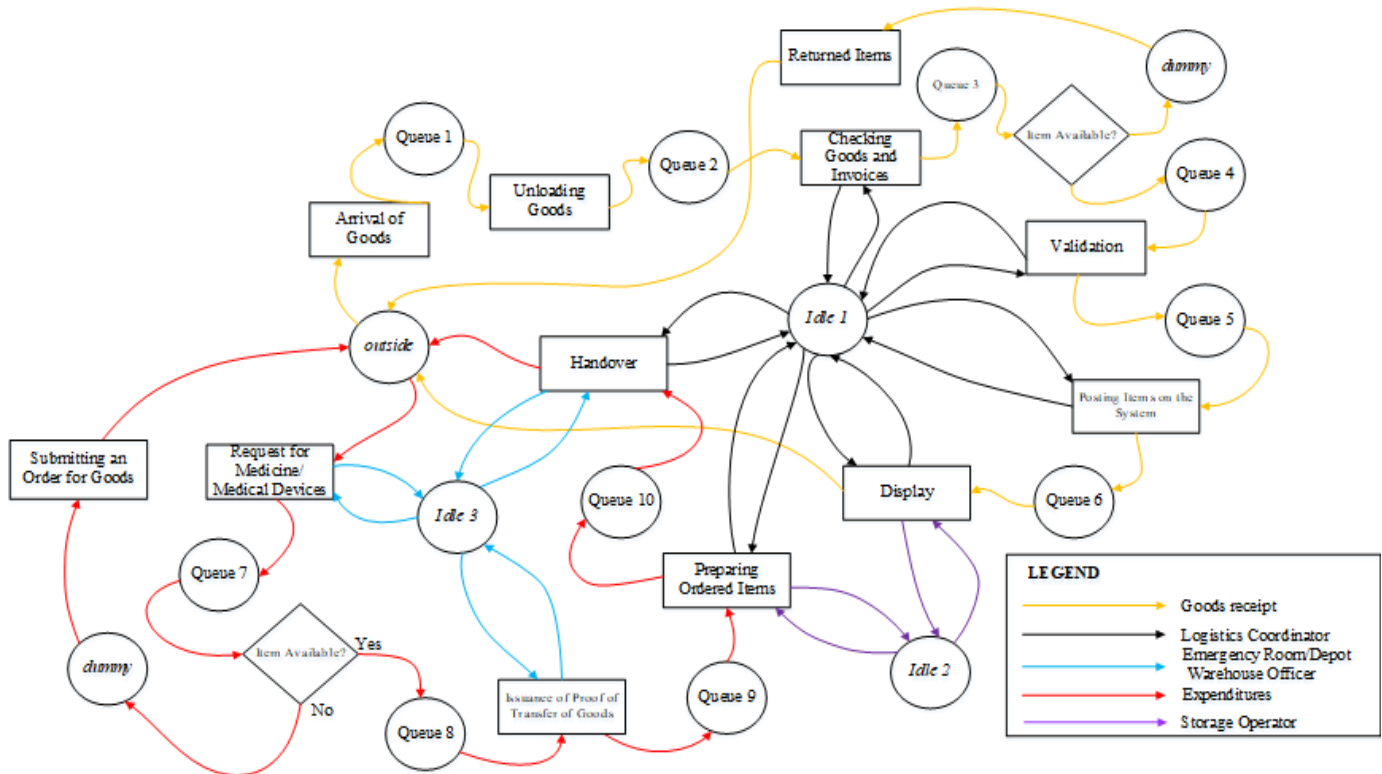 Returned Items
dummy
Queue 3
Item Available?
Queue 1
Queue 2
Checking
Goods and
Invoices
Queue 4
Unloading
Goods
Arrival of
Goods
Validation
Idle 1
Queue 5
outside
Handover
Posting Items on the
System
Submitting an
Order for Goods
Request for
Medicine/
Medical Devices
Idle 3
Queue 10
Display
Queue 6
Queue 7
Preparing
Ordered Items
Item Available?
Yes
No
dummy
Queue 8
Issuance of Proof of
Transfer of Goods
Queue 9
Idle 2
LEGEND
Goods receipt
Logistics Coordinator
Emergency Room/Depot
Warehouse Officer
Expenditures
Storage Operator